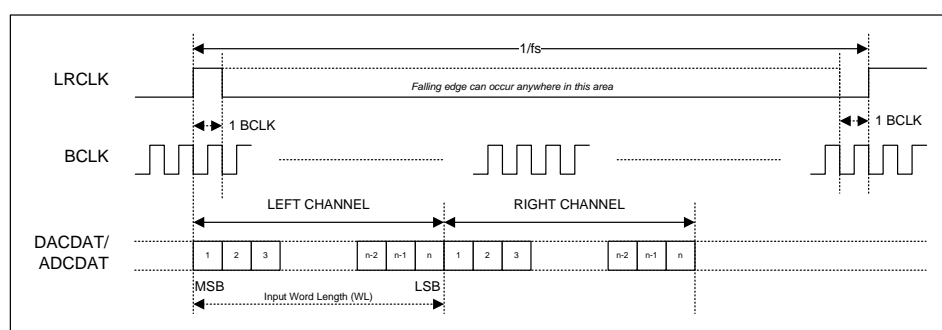 1/fs
LRCLK
Falling edge can occur anywhere in this area
1 BCLK
1 BCLK
BCLK
LEFT CHANNEL
RIGHT CHANNEL
DACDAT/
ADCDAT
1 2 3 n-2 n-1 n 1 2 3 n-2 n-1 n
MSB
LSB
Input Word Length (WL)